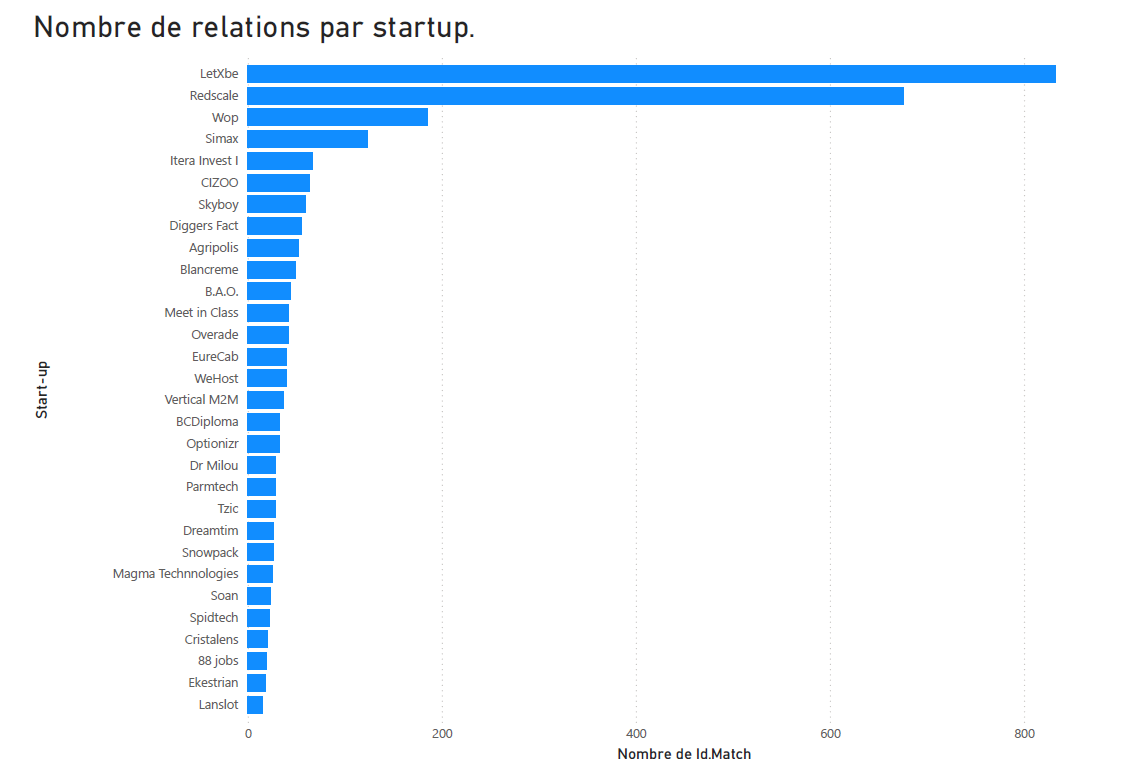 Nombre de relations par startup.
LetXbe
Redscale
Wop
Simax
Itera Invest I
CIZOO
Skyboy
Diggers Fact
Agripolis
Blancreme
B.A.O.
Meet in Class
Overade
EureCab
WeHost
Vertical M2M
BCDiploma
Optionizr
Dr Milou
Parmtech
Tzic
Dreamtim
Snowpack
Magma Technnologies
Soan
Spidtech
Cristalens
88 jobs
Ekestrian
Lanslot
Start-up
0 200 400 600 800
Nombre de Id.Match